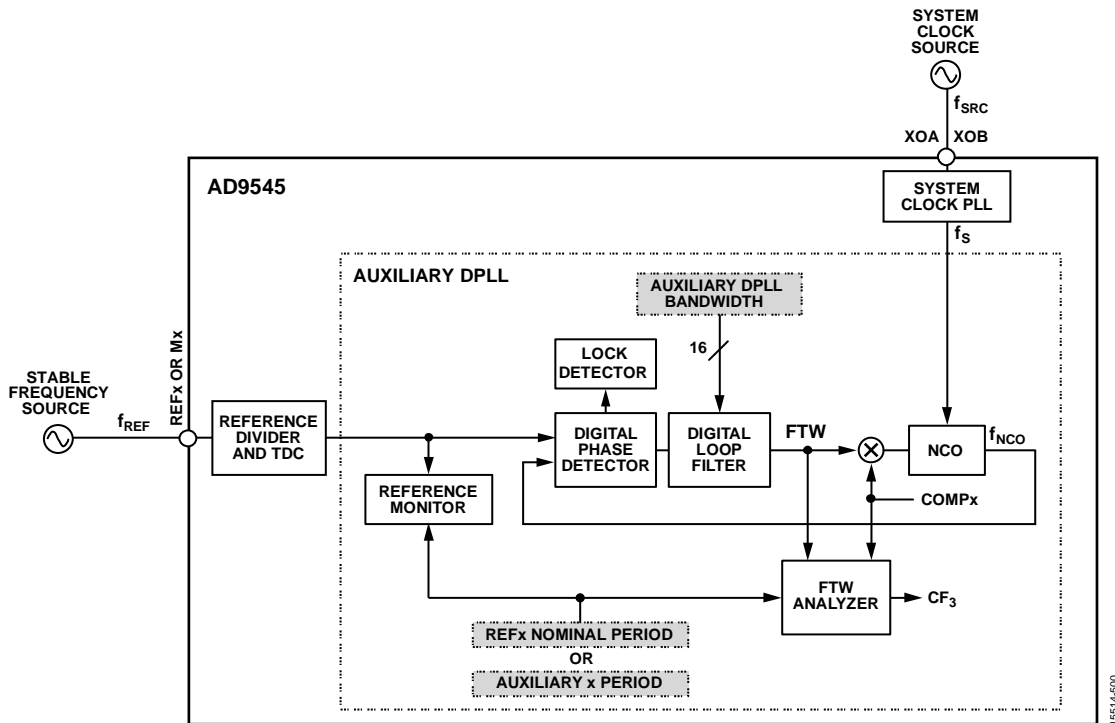 SYSTEM
CLOCK
SOURCE
fSRC
XOA
XOB
AD9545
SYSTEM
CLOCK PLL
fS
AUXILIARY DPLL
AUXILIARY DPLL
BANDWIDTH
16
LOCK
DETECTOR
STABLE
FREQUENCY
SOURCE
fREF
REFx OR Mx
REFERENCE
DIVIDER
AND TDC
DIGITAL
PHASE
DETECTOR
DIGITAL
LOOP
FILTER
FTW
NCO
fNCO
REFERENCE
MONITOR
COMPx
FTW
ANALYZER
CF3
REFx NOMINAL PERIOD
OR
AUXILIARY x PERIOD